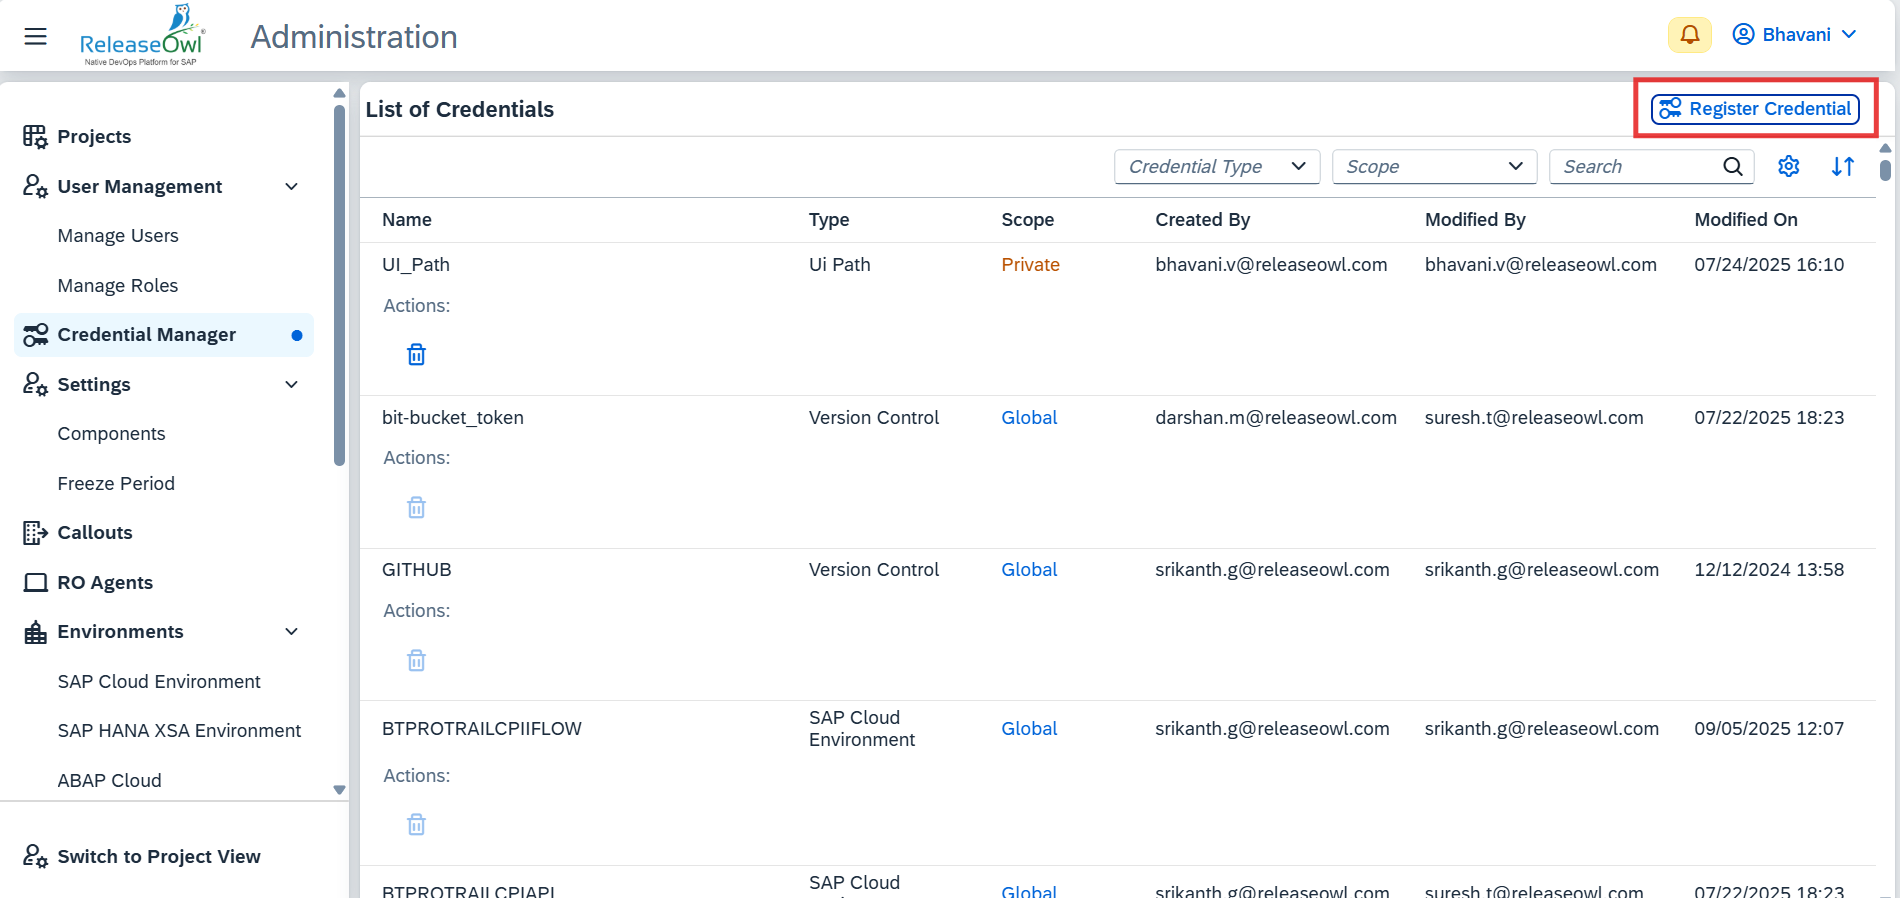 ReleaseOwl®
Native DevOps Platform for SAP
Administration
Bhavani
Projects
User Management
Manage Users
Manage Roles
Credential Manager
Settings
Components
Freeze Period
Callouts
RO Agents
Environments
SAP Cloud Environment
SAP HANA XSA Environment
ABAP Cloud
Switch to Project View
List of Credentials
Register Credential
Credential Type Scope Search
Name Type Scope Created By Modified By Modified On
UI_Path Ui Path Private bhavani.v@releaseowl.com bhavani.v@releaseowl.com 07/24/2025 16:10
Actions:
bit-bucket_token Version Control Global darshan.m@releaseowl.com suresh.t@releaseowl.com 07/22/2025 18:23
Actions:
GITHUB Version Control Global srikanth.g@releaseowl.com srikanth.g@releaseowl.com 12/12/2024 13:58
Actions:
BTPROTRAILCPIIFLOW SAP Cloud Environment Global srikanth.g@releaseowl.com srikanth.g@releaseowl.com 09/05/2025 12:07
Actions:
BTPROTRAILCPIAPI SAP Cloud Global srikanth.g@releaseowl.com suresh.t@releaseowl.com 07/22/2025 18:23